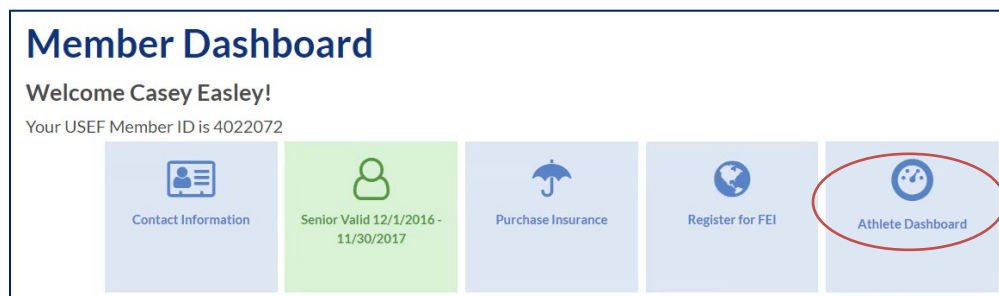 Member Dashboard
Welcome Casey Easley!
Your USEF Member ID is 4022072
Contact Information
Senior Valid 12/1/2016 -
11/30/2017
Purchase Insurance
Register for FEI
Athlete Dashboard